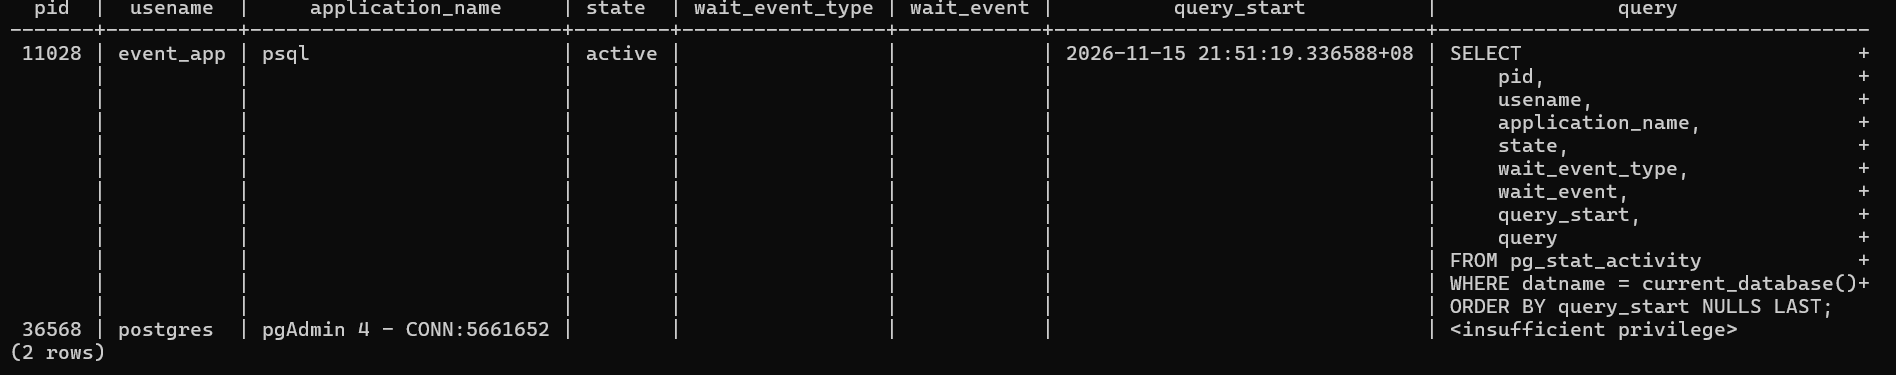 pid  |  usename  |     application_name     | state  | wait_event_type | wait_event |          query_start          |               query
-------+-----------+--------------------------+--------+-----------------+------------+-------------------------------+------------------------------------
 11028 | event_app | psql                     | active |                 |            | 2026-11-15 21:51:19.336588+08 | SELECT                            +
       |           |                          |        |                 |            |                               |     pid,                          +
       |           |                          |        |                 |            |                               |     usename,                      +
       |           |                          |        |                 |            |                               |     application_name,             +
       |           |                          |        |                 |            |                               |     state,                        +
       |           |                          |        |                 |            |                               |     wait_event_type,              +
       |           |                          |        |                 |            |                               |     wait_event,                   +
       |           |                          |        |                 |            |                               |     query_start,                  +
       |           |                          |        |                 |            |                               |     query                         +
       |           |                          |        |                 |            |                               | FROM pg_stat_activity             +
       |           |                          |        |                 |            |                               | WHERE datname = current_database()+
       |           |                          |        |                 |            |                               | ORDER BY query_start NULLS LAST;
 36568 | postgres  | pgAdmin 4 - CONN:5661652 |        |                 |            |                               | <insufficient privilege>
(2 rows)